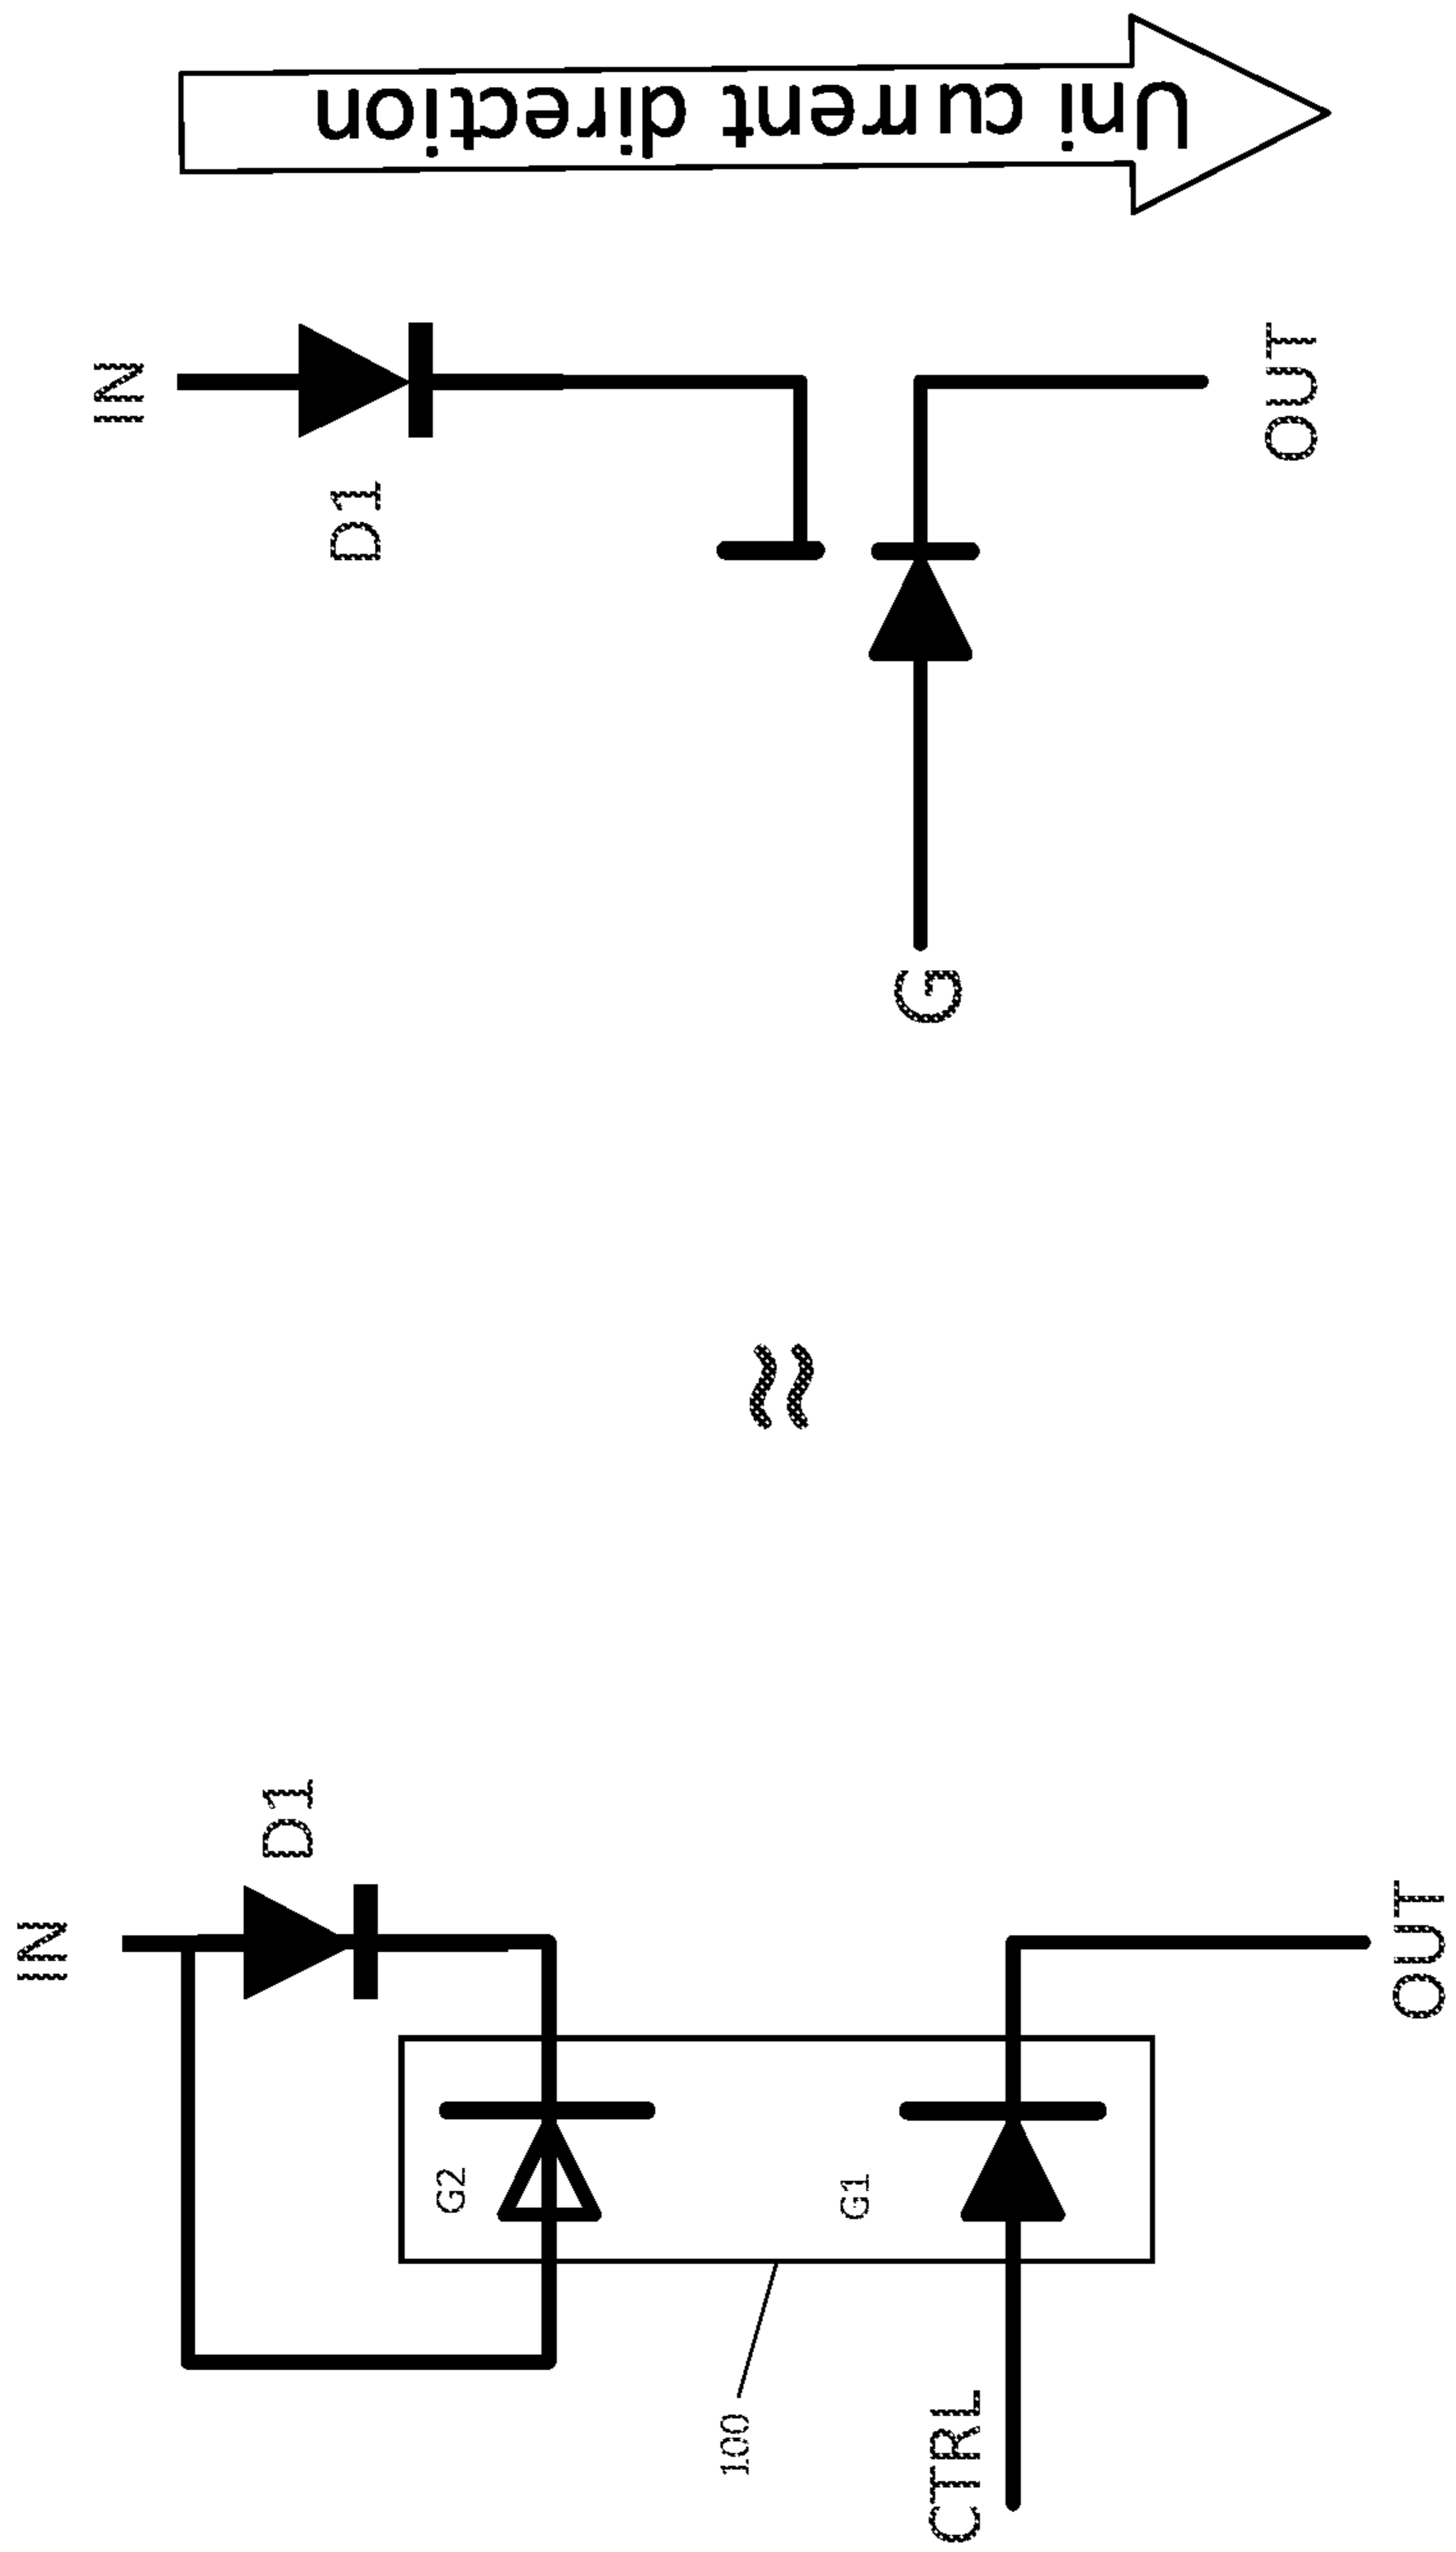 IN
D1
G2
G1
100
CTRL
OUT
≈
IN
D1
G
OUT
Uni current direction